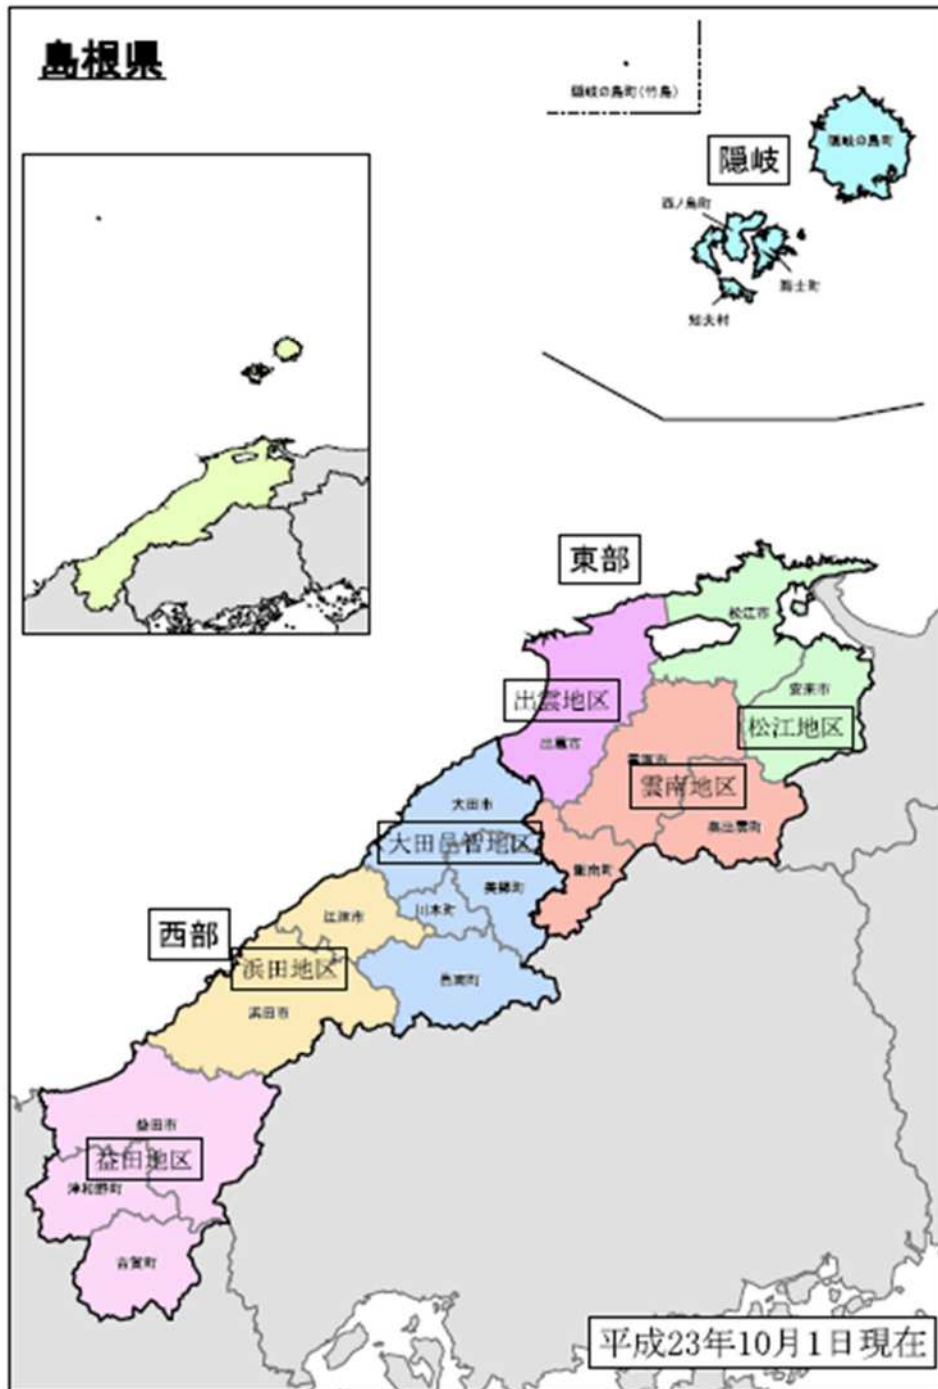 島根県
隠岐の島町(竹島)
隠岐の島町
隠岐
西ノ島町
海士町
知夫村
東部
松江市
安来市
出雲地区
松江地区
出雲市
雲南市
雲南地区
大田市
奥出雲町
大田邑智地区
飯南町
美郷町
川本町
江津市
西部
浜田地区
邑南町
浜田市
益田市
益田地区
津和野町
吉賀町
平成23年10月1日現在